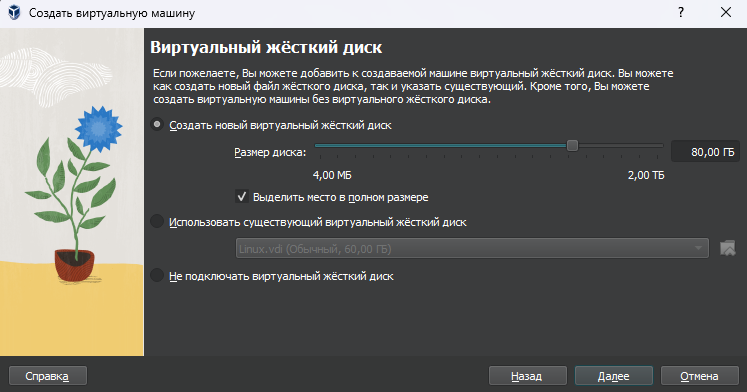 Создать виртуальную машину
Виртуальный жёсткий диск
Если пожелаете, Вы можете добавить к создаваемой машине виртуальный жёсткий диск. Вы можете
как создать новый файл жёсткого диска, так и указать существующий. Кроме того, Вы можете
создать виртуальную машины без виртуального жёсткого диска.
Создать новый виртуальный жёсткий диск
Размер диска:
80,00 ГБ
4,00 МБ
2,00 ТБ
Выделить место в полном размере
Использовать существующий виртуальный жёсткий диск
Linux.vdi (Обычный, 60,00 ГБ)
Не подключать виртуальный жёсткий диск
Справка
Назад
Далее
Отмена